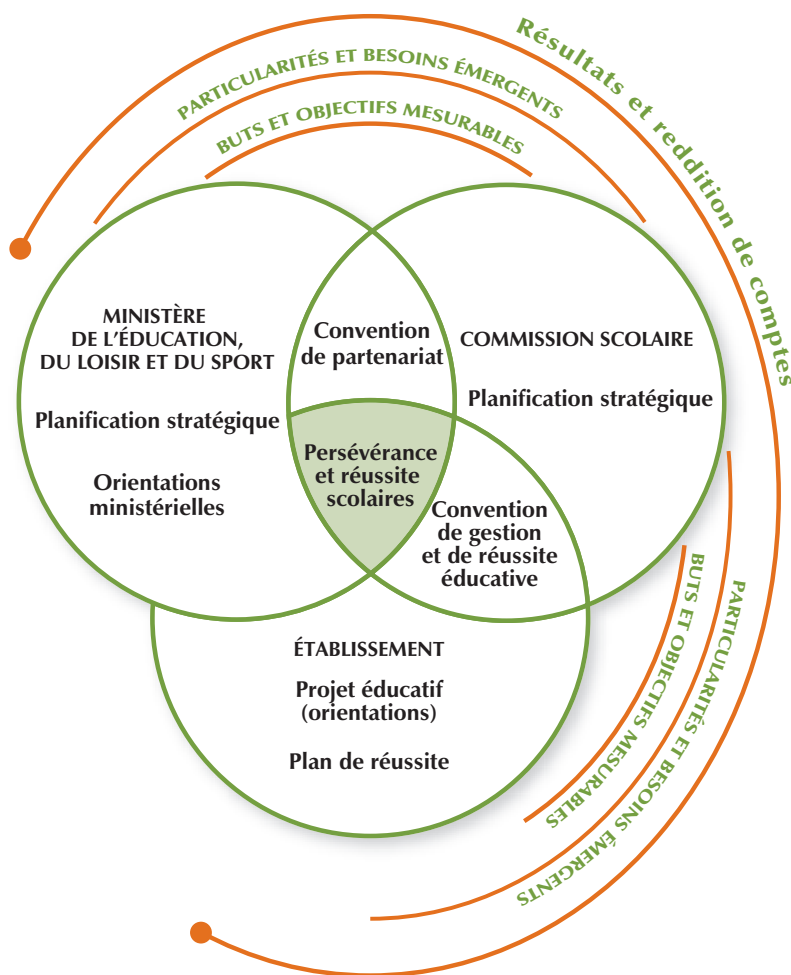 Résultats et reddition de comptes
PARTICULARITÉS ET BESOINS ÉMERGENTS
BUTS ET OBJECTIFS MESURABLES
MINISTÈRE
DE L’ÉDUCATION,
DU LOISIR ET DU SPORT
Planification stratégique
Orientations
ministérielles
Convention
de partenariat
COMMISSION SCOLAIRE
Planification stratégique
Persévérance
et réussite
scolaires
Convention
de gestion
et de réussite
éducative
ÉTABLISSEMENT
Projet éducatif
(orientations)
Plan de réussite
BUTS ET OBJECTIFS MESURABLES
PARTICULARITÉS ET BESOINS ÉMERGENTS